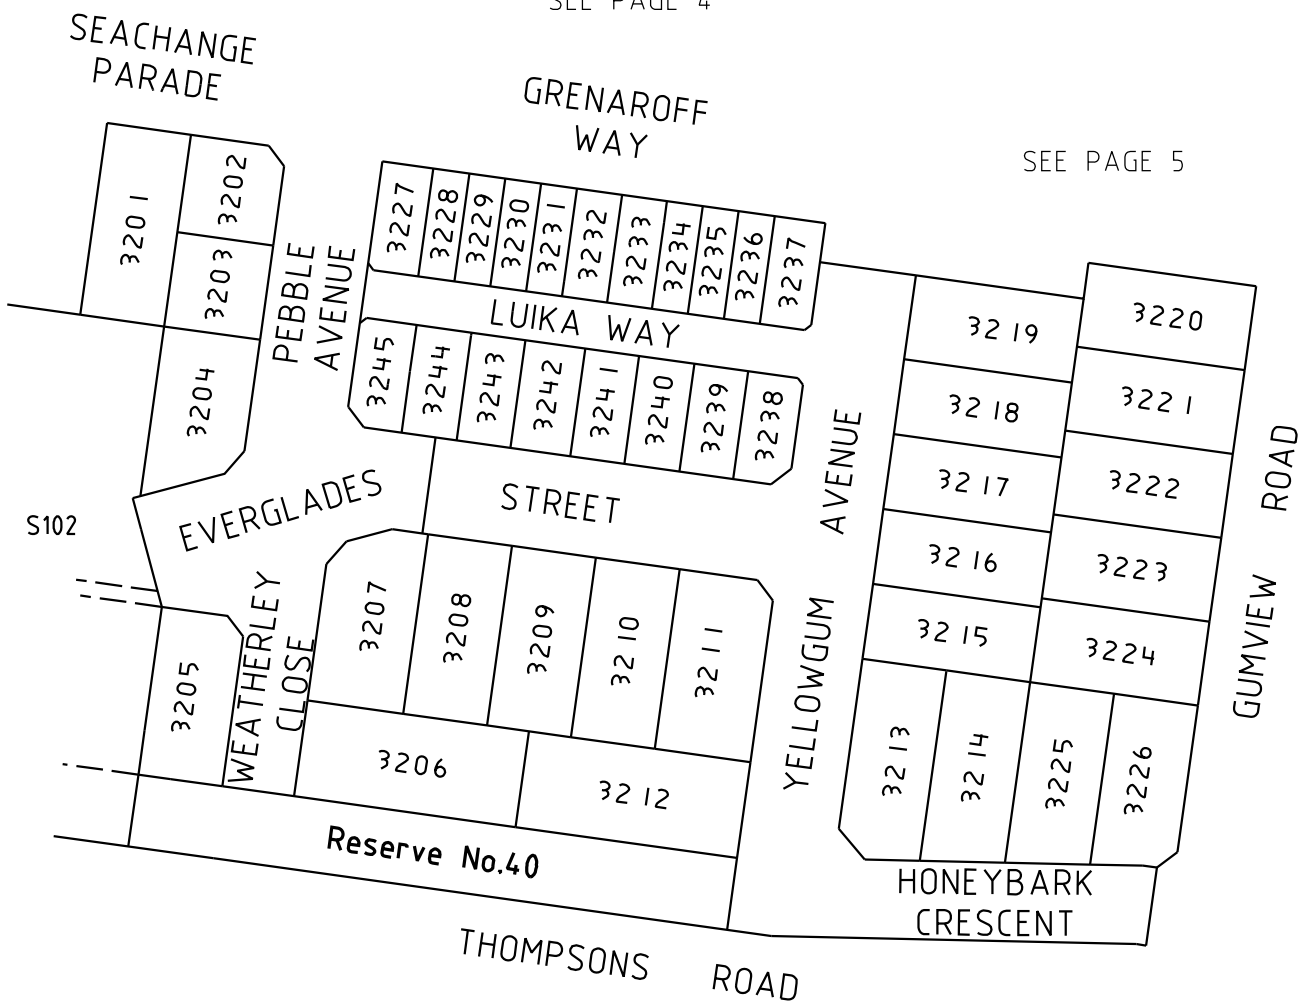 SEE PAGE 4
SEACHANGE
PARADE
GRENAROFF
WAY
SEE PAGE 5
3201
3202
3203
3204
PEBBLE
AVENUE
3227
3228
3229
3230
3231
3232
3233
3234
3235
3236
3237
LUIKA WAY
3245
3244
3243
3242
3241
3240
3239
3238
3219
3220
3218
3221
3217
3222
3216
3223
3215
3224
AVENUE
YELLOWGUM
ROAD
GUMVIEW
S102
EVERGLADES
STREET
WEATHERLEY
CLOSE
3205
3207
3208
3209
3210
3211
3206
3212
3213
3214
3225
3226
Reserve No.40
HONEYBARK
CRESCENT
THOMPSONS ROAD